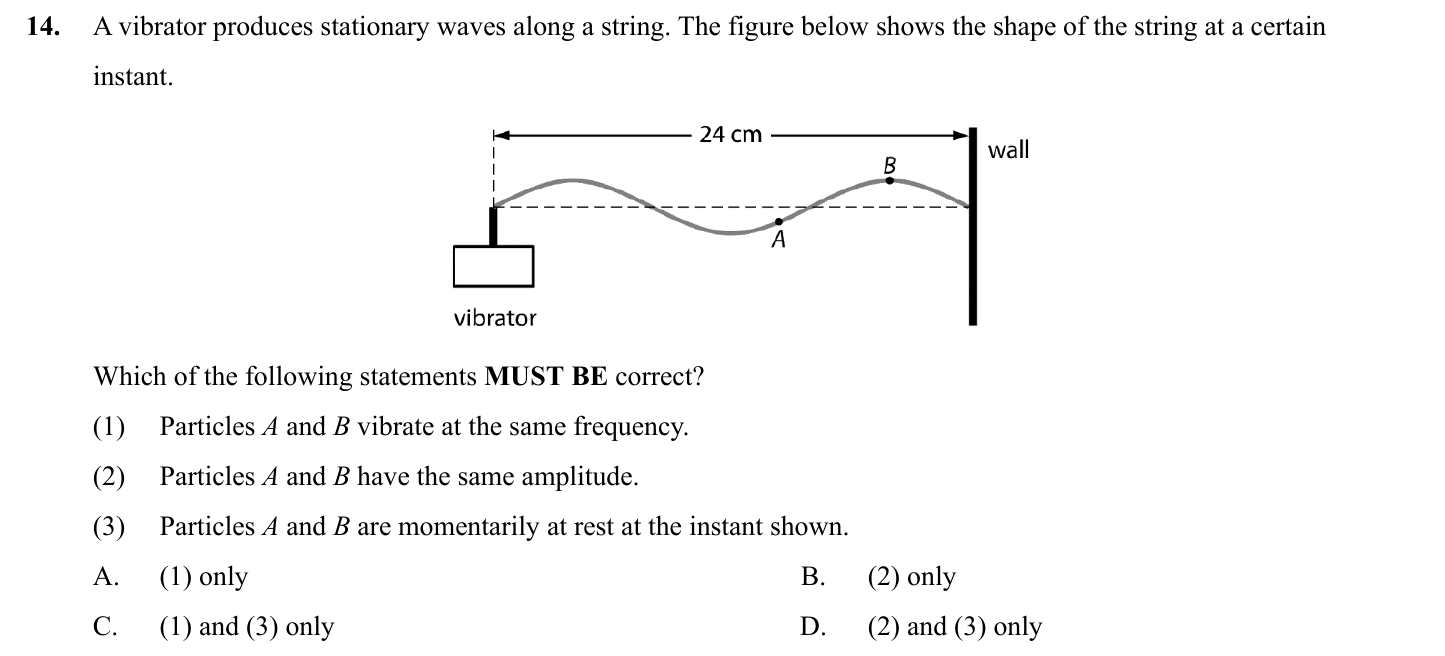 14. A vibrator produces stationary waves along a string. The figure below shows the shape of the string at a certain
instant.
24 cm
wall
B
A
vibrator
Which of the following statements MUST BE correct?
(1) Particles A and B vibrate at the same frequency.
(2) Particles A and B have the same amplitude.
(3) Particles A and B are momentarily at rest at the instant shown.
A. (1) only B. (2) only
C. (1) and (3) only D. (2) and (3) only